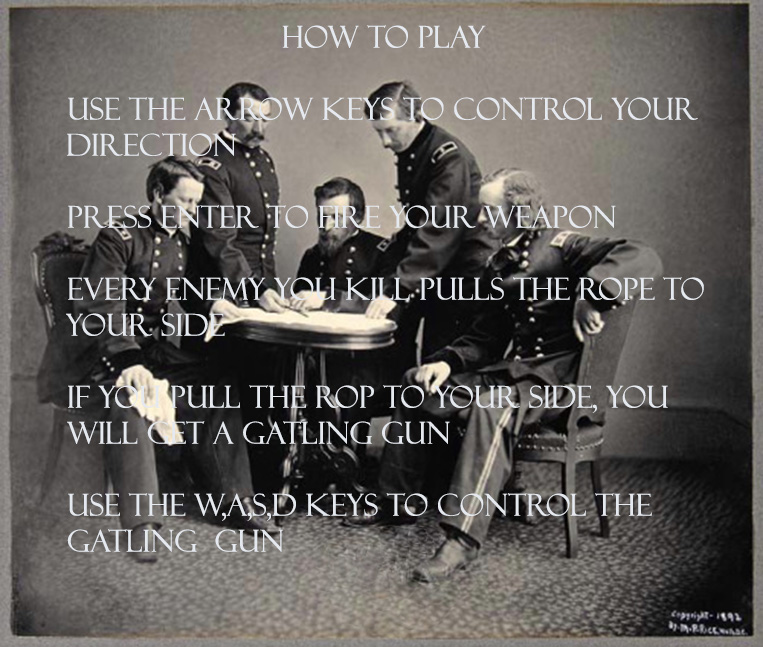 HOW TO PLAY
USE THE ARROW KEYS TO CONTROL YOUR
DIRECTION
PRESS ENTER TO FIRE YOUR WEAPON
EVERY ENEMY YOU KILL PULLS THE ROPE TO
YOUR SIDE
IF YOU PULL THE ROP TO YOUR SIDE, YOU
WILL GET A GATLING GUN
USE THE W,A,S,D KEYS TO CONTROL THE
GATLING GUN
Copyright-
by